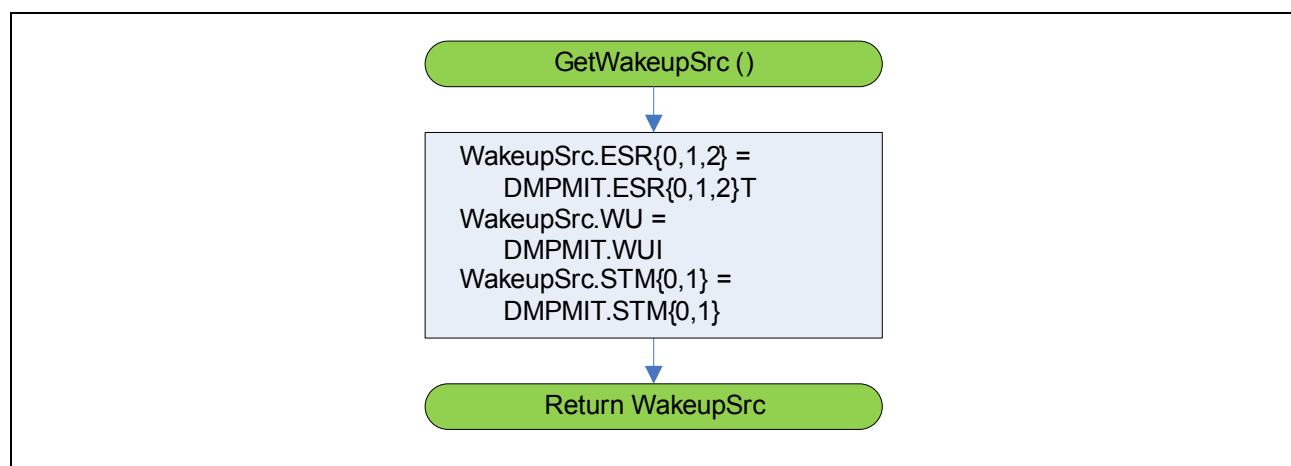 GetWakeupSrc ()
WakeupSrc.ESR{0,1,2} =
DMPMIT.ESR{0,1,2}T
WakeupSrc.WU =
DMPMIT.WUI
WakeupSrc.STM{0,1} =
DMPMIT.STM{0,1}
Return WakeupSrc